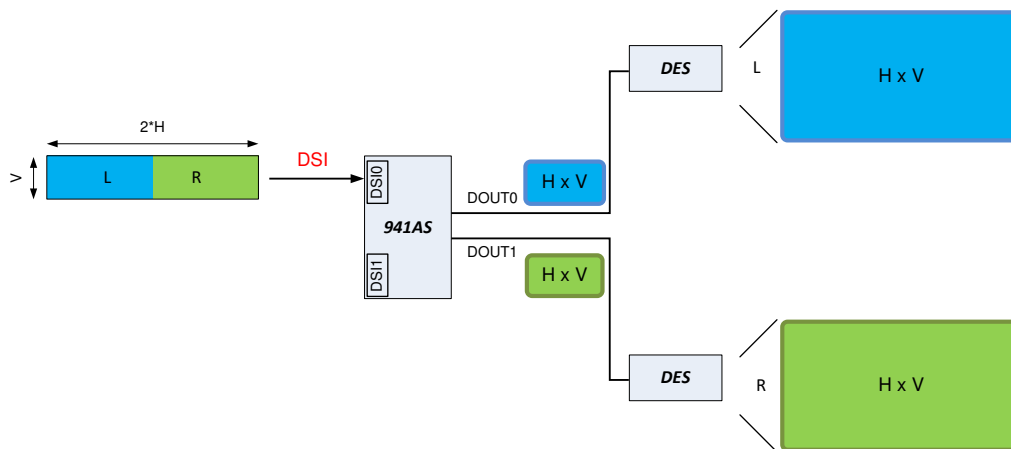 2*H
V
L
R
DSI
DSI0
941AS
DSI1
DOUT0
H x V
DOUT1
H x V
DES
L
H x V
DES
R
H x V